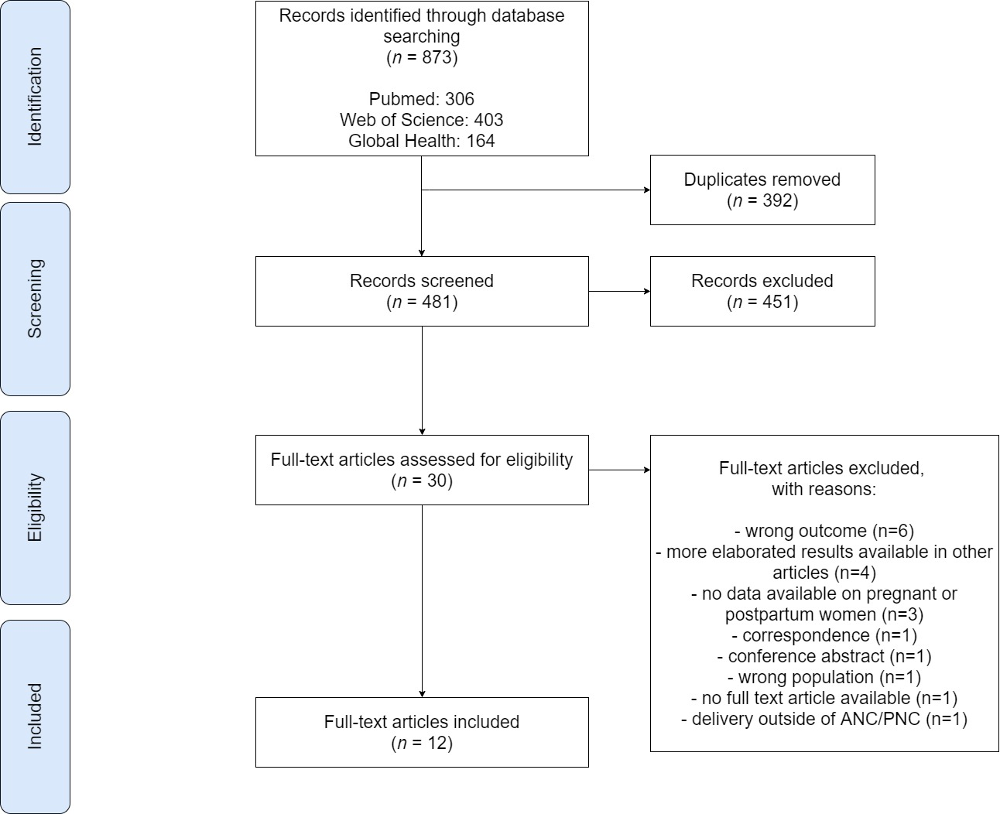 Identification
Records identified through database
searching
(n = 873)
Pubmed: 306
Web of Science: 403
Global Health: 164
Duplicates removed
(n = 392)
Screening
Records screened
(n = 481)
Records excluded
(n = 451)
Eligibility
Full-text articles assessed for eligibility
(n = 30)
Full-text articles excluded,
with reasons:
- wrong outcome (n=6)
- more elaborated results available in other
articles (n=4)
- no data available on pregnant or
postpartum women (n=3)
- correspondence (n=1)
- conference abstract (n=1)
- wrong population (n=1)
- no full text article available (n=1)
- delivery outside of ANC/PNC (n=1)
Included
Full-text articles included
(n = 12)